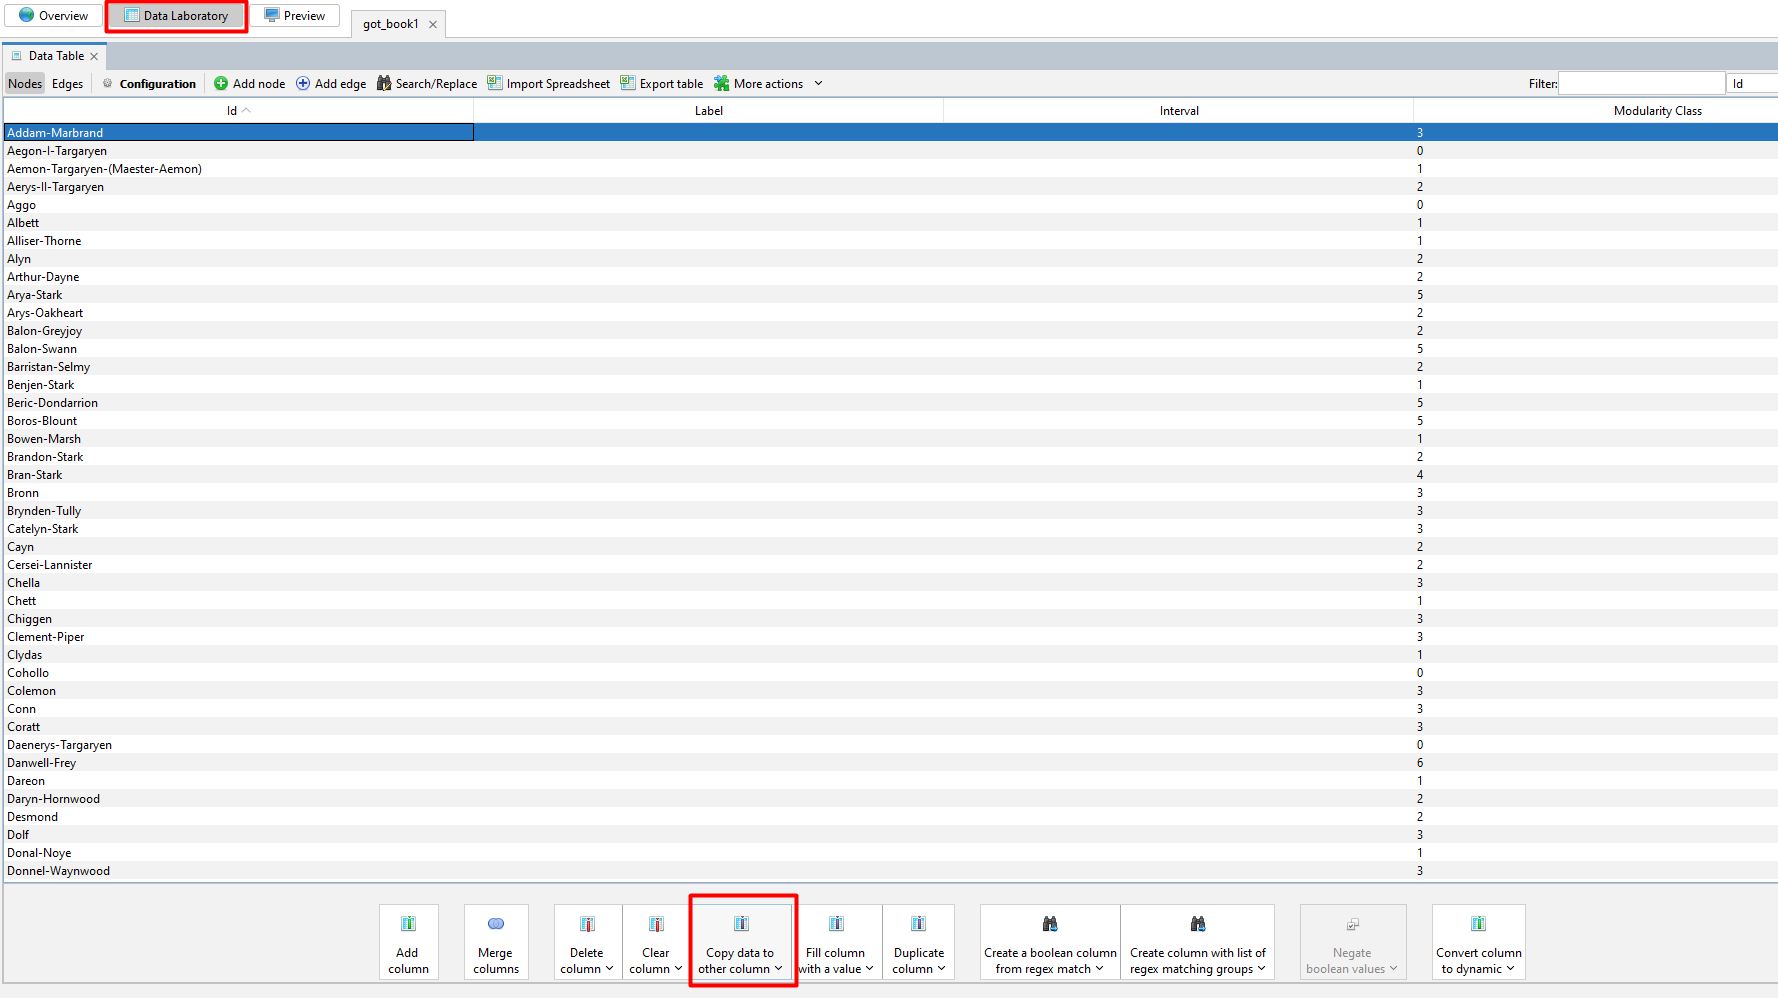 Overview Data Laboratory Preview got_book1
Data Table
Nodes Edges Configuration Add node Add edge Search/Replace Import Spreadsheet Export table More actions Filter: Id
Id Label Interval Modularity Class
Addam-Marbrand 3
Aegon-I-Targaryen 0
Aemon-Targaryen-(Maester-Aemon) 1
Aerys-II-Targaryen 2
Aggo 0
Albett 1
Alliser-Thorne 1
Alyn 2
Arthur-Dayne 2
Arya-Stark 5
Arys-Oakheart 2
Balon-Greyjoy 2
Balon-Swann 5
Barristan-Selmy 2
Benjen-Stark 1
Beric-Dondarrion 5
Boros-Blount 5
Bowen-Marsh 1
Brandon-Stark 2
Bran-Stark 4
Bronn 3
Brynden-Tully 3
Catelyn-Stark 3
Cayn 2
Cersei-Lannister 2
Chella 3
Chett 1
Chiggen 3
Clement-Piper 3
Clydas 1
Cohollo 0
Colemon 3
Conn 3
Coratt 3
Daenerys-Targaryen 0
Danwell-Frey 6
Dareon 1
Daryn-Hornwood 2
Desmond 2
Dolf 3
Donal-Noye 1
Donnel-Waynwood 3
Add column
Merge columns
Delete column
Clear column
Copy data to other column
Fill column with a value
Duplicate column
Create a boolean column from regex match
Create column with list of regex matching groups
Negate boolean values
Convert column to dynamic